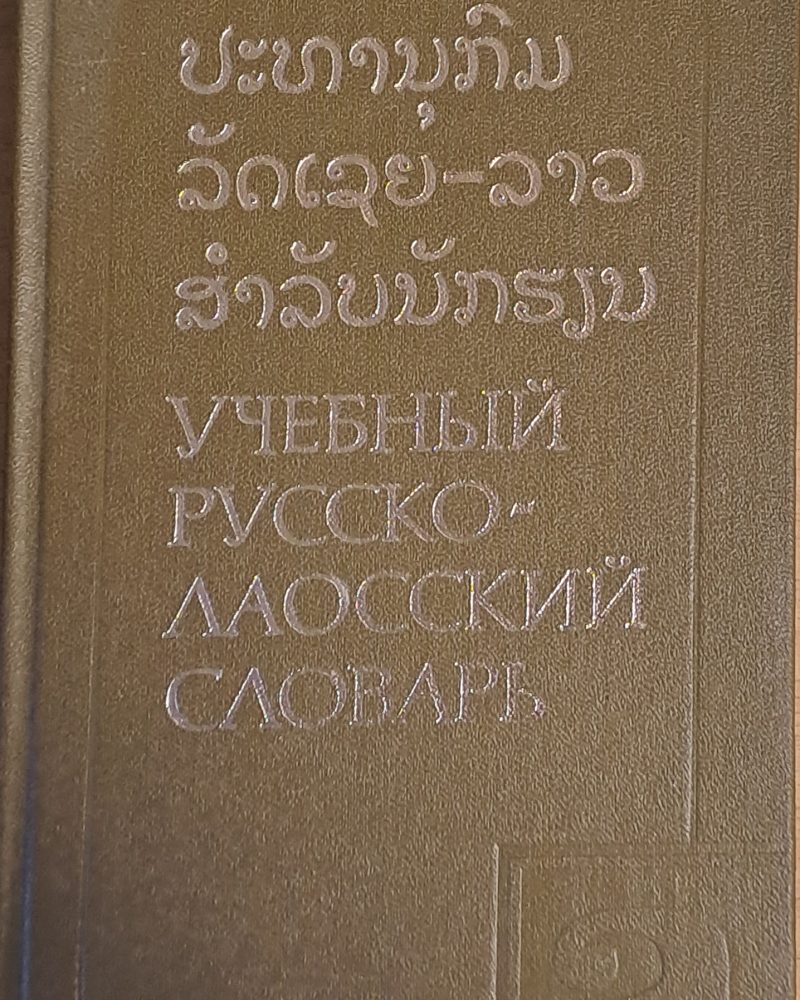 ປະທານຸກົມ
ລັດເຊຍ-ລາວ
ສຳລັບນັກຮຽນ
УЧЕБНЫЙ
РУССКО-
ЛАОССКИЙ
СЛОВАРЬ